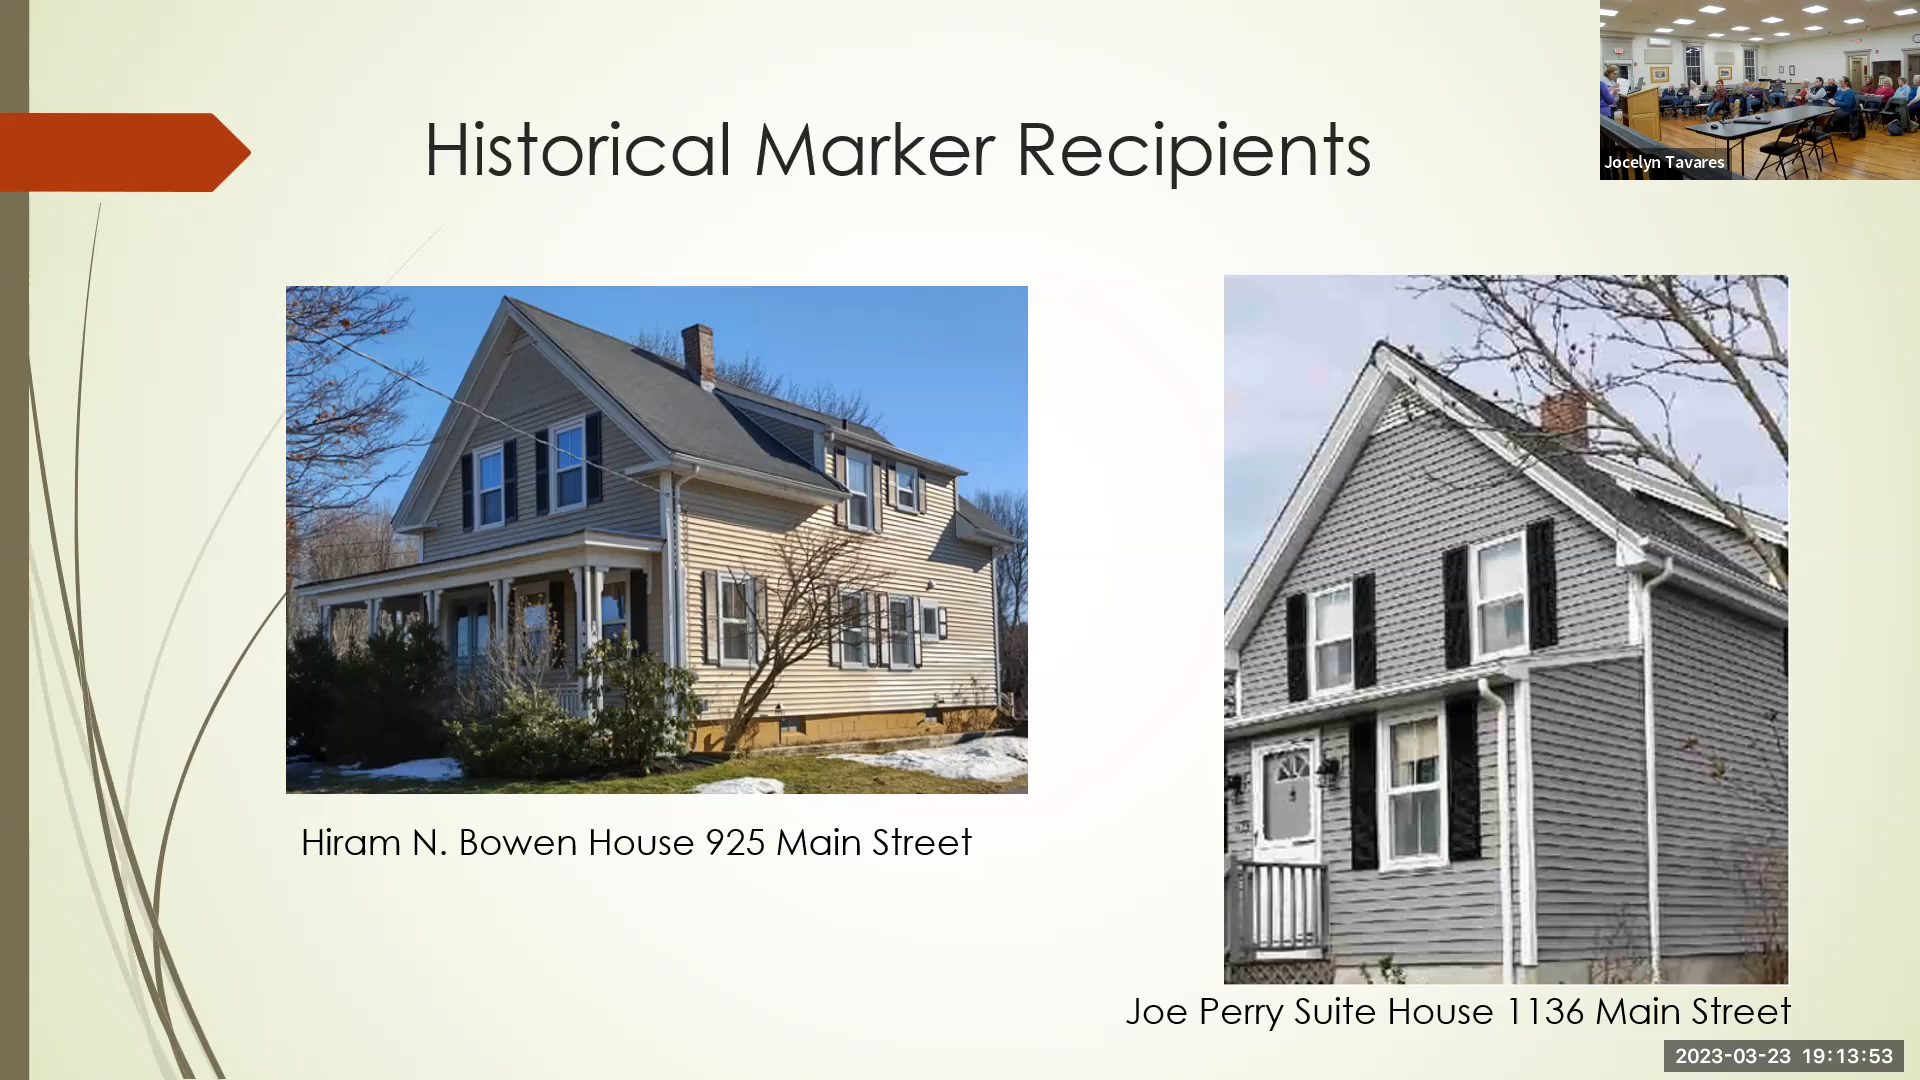 Historical Marker Recipients
Jocelyn Tavares
Hiram N. Bowen House 925 Main Street
Joe Perry Suite House 1136 Main Street
2023-03-23 19:13:53